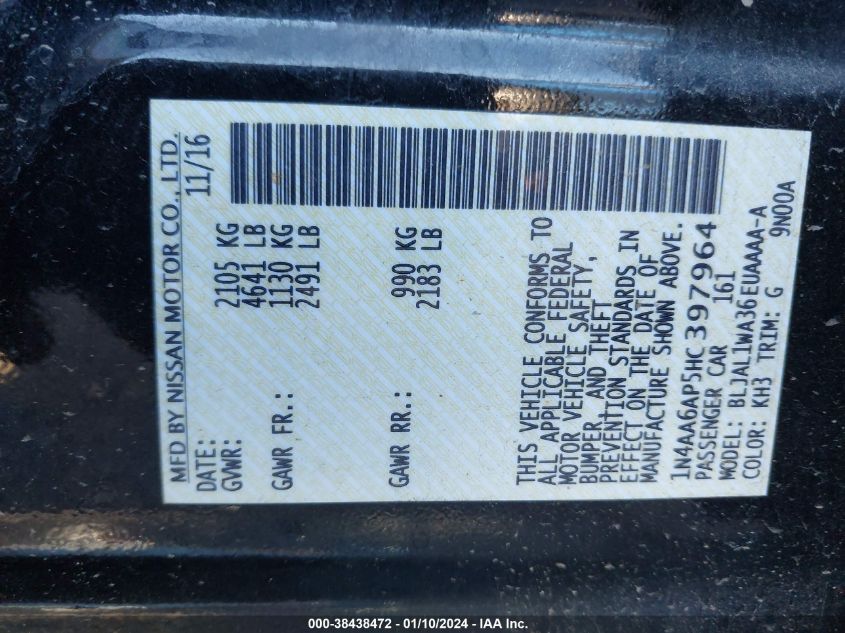 MFD BY NISSAN MOTOR CO., LTD.
DATE: 11/16
GVWR: 2105 KG
4641 LB
GAWR FR.: 1130 KG
2491 LB
GAWR RR.: 990 KG
2183 LB
THIS VEHICLE CONFORMS TO
ALL APPLICABLE FEDERAL
MOTOR VEHICLE SAFETY,
BUMPER, AND THEFT
PREVENTION STANDARDS IN
EFFECT ON THE DATE OF
MANUFACTURE SHOWN ABOVE.
1N4AA6AP5HC397964
PASSENGER CAR 161
MODEL: BLJAL1WA36EUAAAA-A
COLOR: KH3 TRIM: G 9N00A
000-38438472 - 01/10/2024 - IAA Inc.